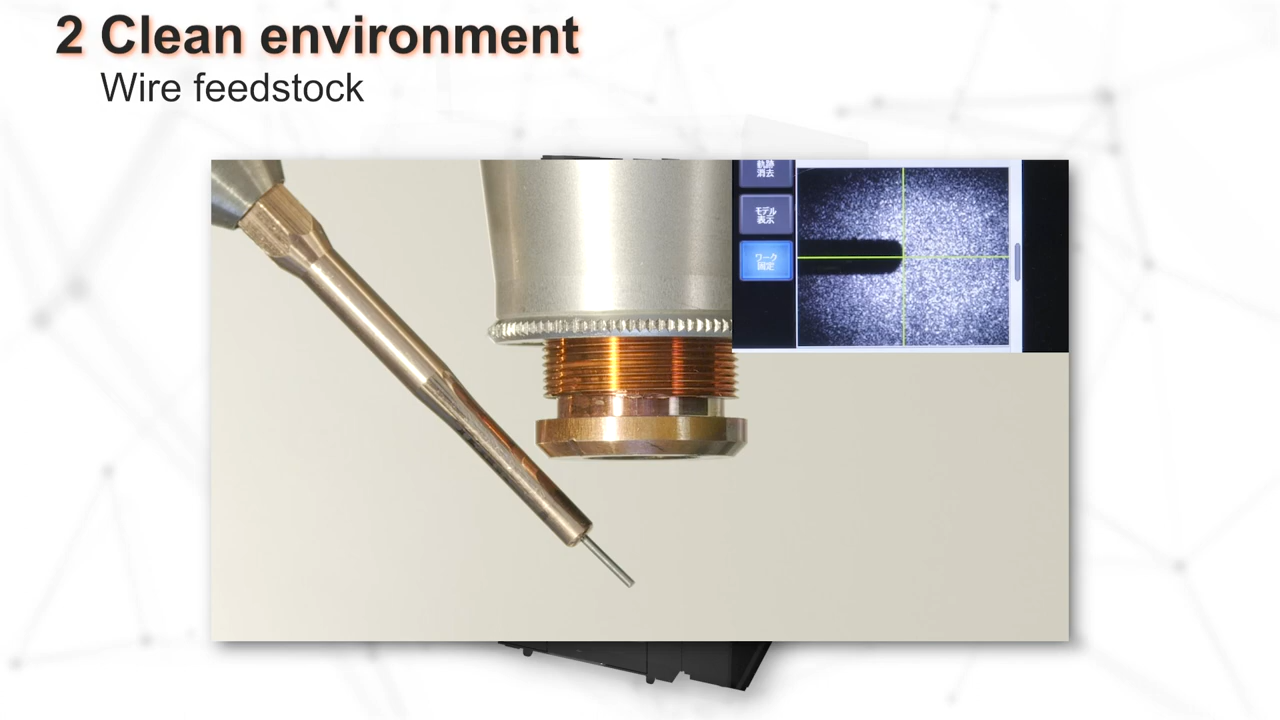 2 Clean environment
Wire feedstock
軌跡
消去
モデル
表示
ワーク
固定